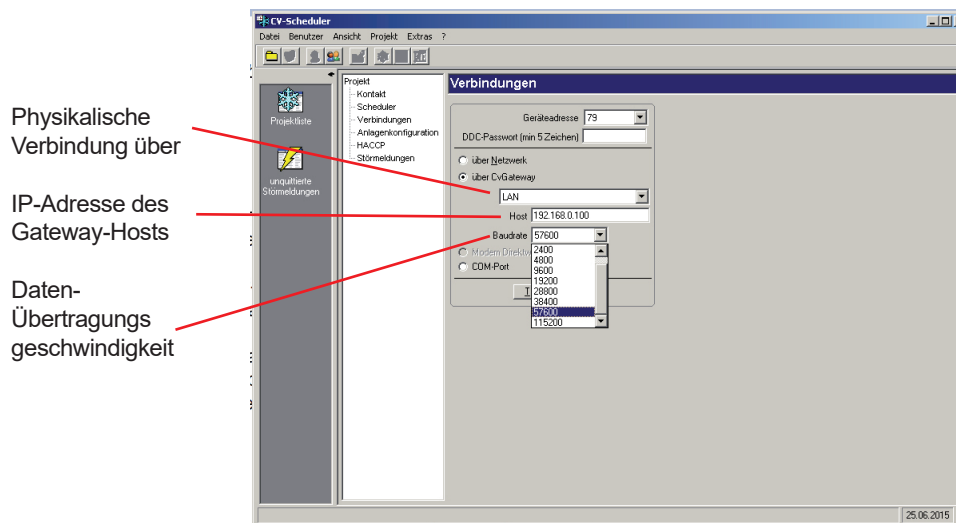 CV-Scheduler
Datei Benutzer Ansicht Projekt Extras ?
Physikalische
Verbindung über
IP-Adresse des
Gateway-Hosts
Daten-
Übertragungs
geschwindigkeit
Projektliste
unquittierte
Störmeldungen
Projekt
Kontakt
Scheduler
Verbindungen
Anlagenkonfiguration
HACCP
Störmeldungen
Verbindungen
Geräteadresse 79
DDC-Passwort (min 5 Zeichen)
über Netzwerk
über CvGateway
LAN
Host 192.168.0.100
Baudrate 57600
Modem Direktw
COM-Port
2400
4800
9600
19200
28800
38400
57600
115200
25.06.2015